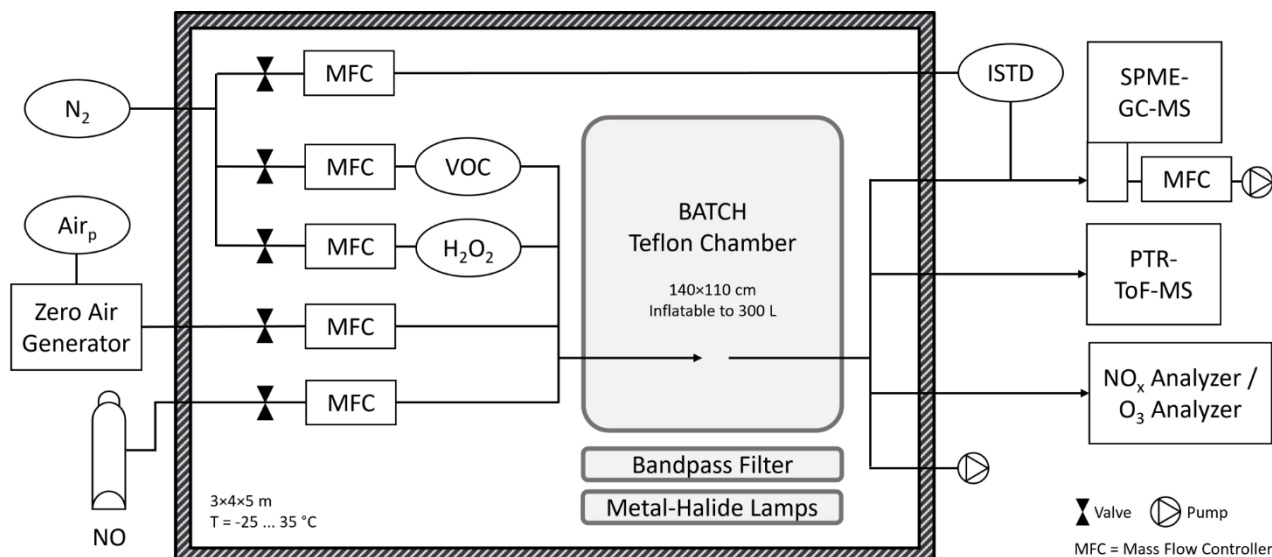 N₂
MFC
ISTD
SPME-
GC-MS
MFC
VOC
MFC
Airₚ
MFC
H₂O₂
BATCH
Teflon Chamber
140×110 cm
Inflatable to 300 L
PTR-
ToF-MS
Zero Air
Generator
MFC
MFC
NOₓ Analyzer /
O₃ Analyzer
Bandpass Filter
Metal-Halide Lamps
3×4×5 m
T = -25 ... 35 °C
NO
Valve
Pump
MFC = Mass Flow Controller